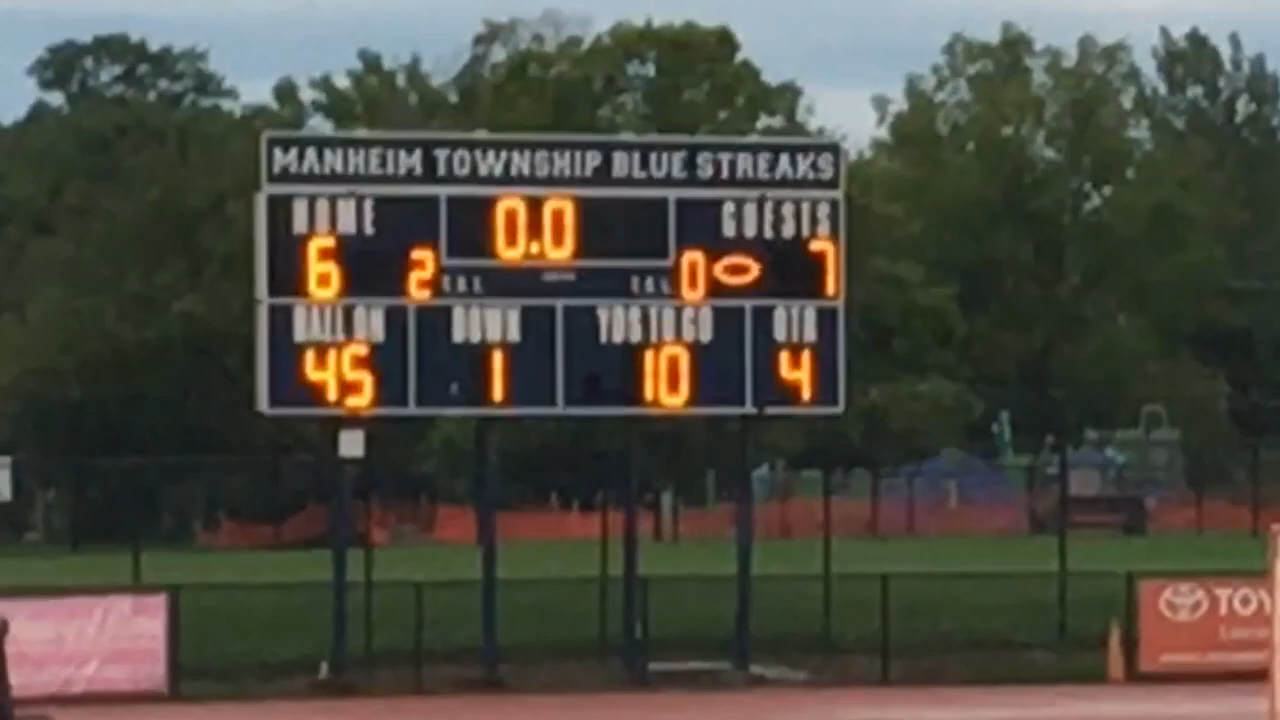 MANHEIM TOWNSHIP BLUE STREAKS
HOME 0.0 GUESTS
6 2 T.O.L. T.O.L. 0 7
BALL ON DOWN YDS TO GO QTR
45 1 10 4
TOY